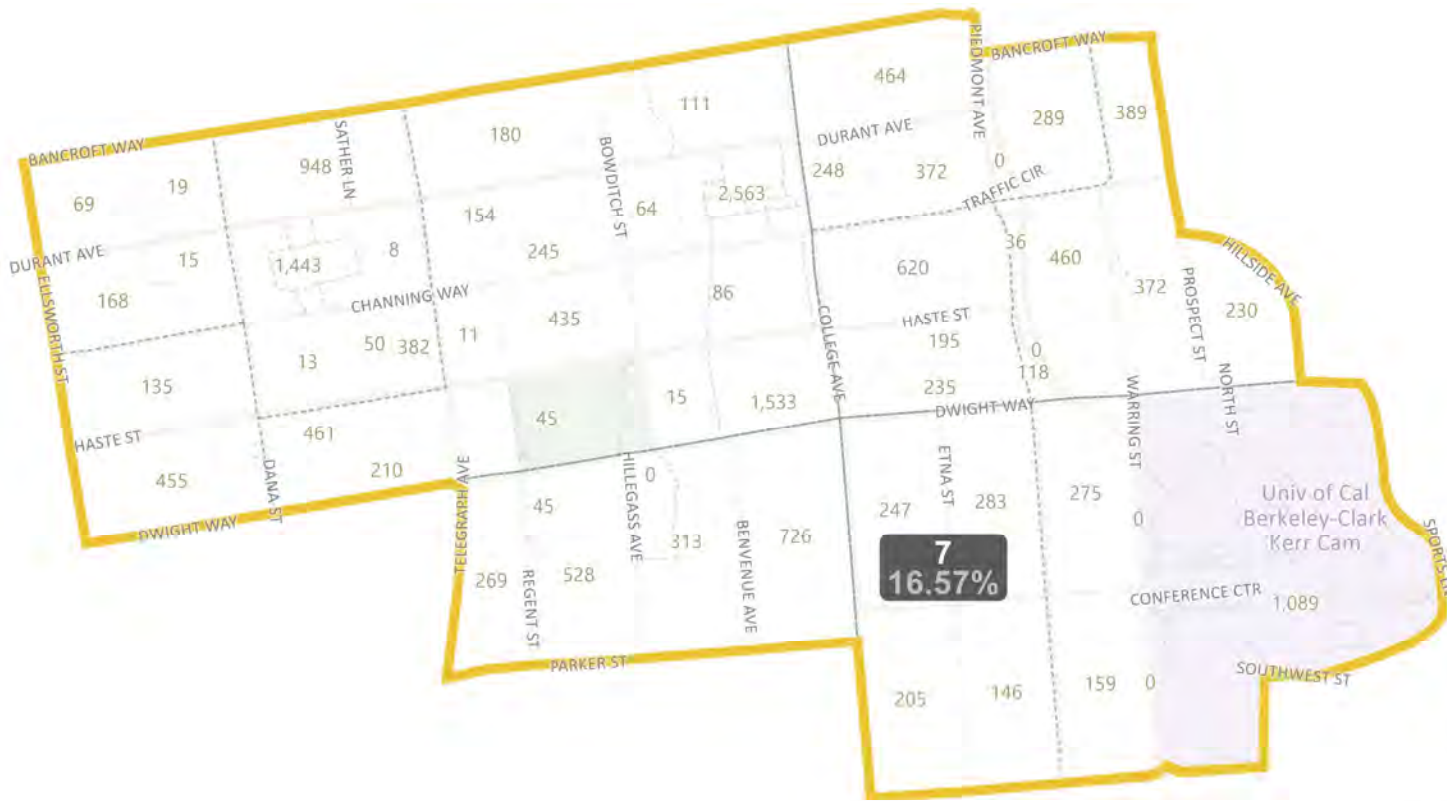 PIEDMONT AVE
BANCROFT WAY
464
111
289
389
180
DURANT AVE
SATHER LN
BANCROFT WAY
948
BOWDITCH ST
0
19
69
248
372
2,563
TRAFFIC CIR
64
154
36
DURANT AVE
15
8
245
460
HILLSIDE AVE
1,443
620
168
CHANNING WAY
86
372
PROSPECT ST
230
ELLSWORTH ST
435
COLLEGE AVE
HASTE ST
11
50
382
195
0
13
118
135
235
15
1,533
DWIGHT WAY
WARRING ST
NORTH ST
45
461
HASTE ST
210
455
DANA ST
TELEGRAPH AVE
HILLEGASS AVE
0
ETNA ST
283
275
Univ of Cal
Berkeley-Clark
Kerr Cam
45
247
0
DWIGHT WAY
313
BENVENUE AVE
726
7
16.57%
269
528
REGENT ST
CONFERENCE CTR
1,089
PARKER ST
SOUTHWEST ST
205
146
159
0